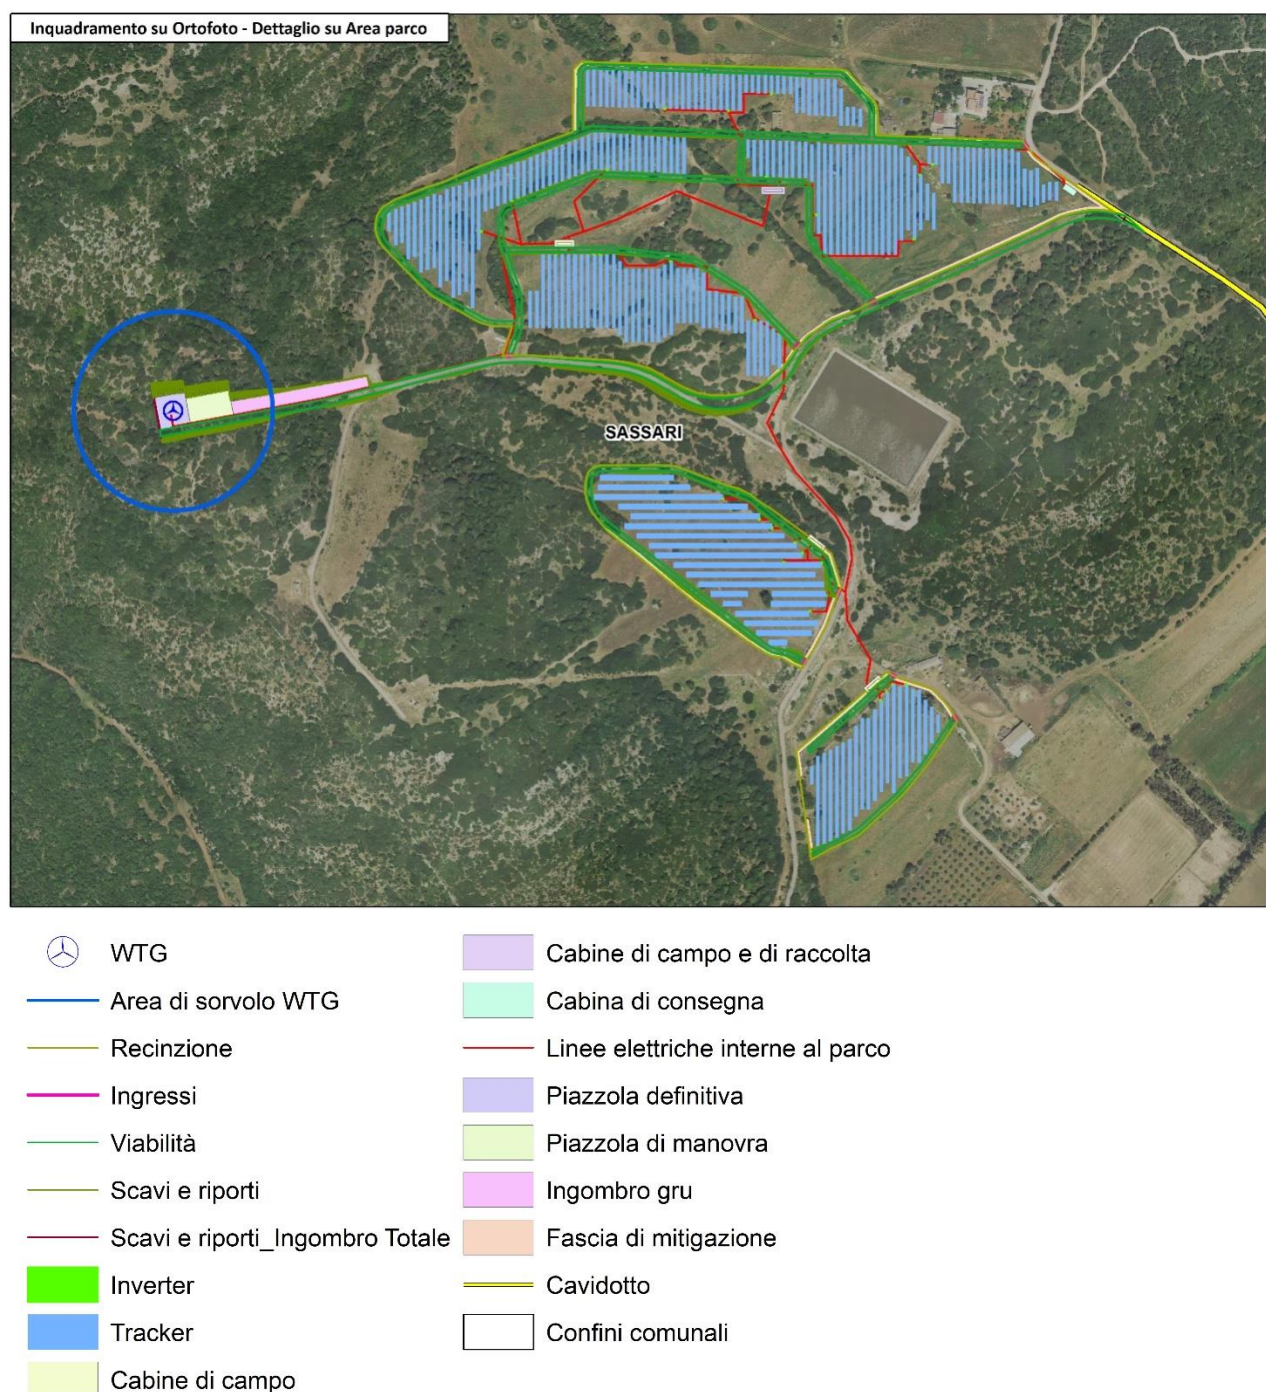 Inquadramento su Ortofoto - Dettaglio su Area parco
SASSARI
WTG
Area di sorvolo WTG
Recinzione
Ingressi
Viabilità
Scavi e riporti
Scavi e riporti_Ingombro Totale
Inverter
Tracker
Cabine di campo
Cabine di campo e di raccolta
Cabina di consegna
Linee elettriche interne al parco
Piazzola definitiva
Piazzola di manovra
Ingombro gru
Fascia di mitigazione
Cavidotto
Confini comunali